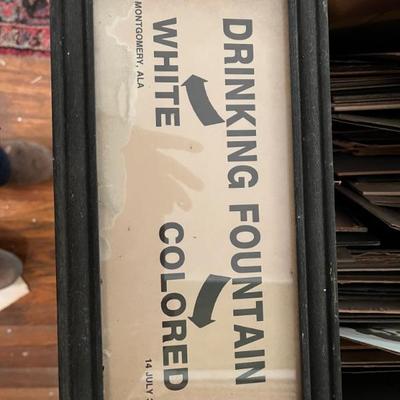 DRINKING FOUNTAIN
WHITE COLORED
MONTGOMERY, ALA 14 JULY